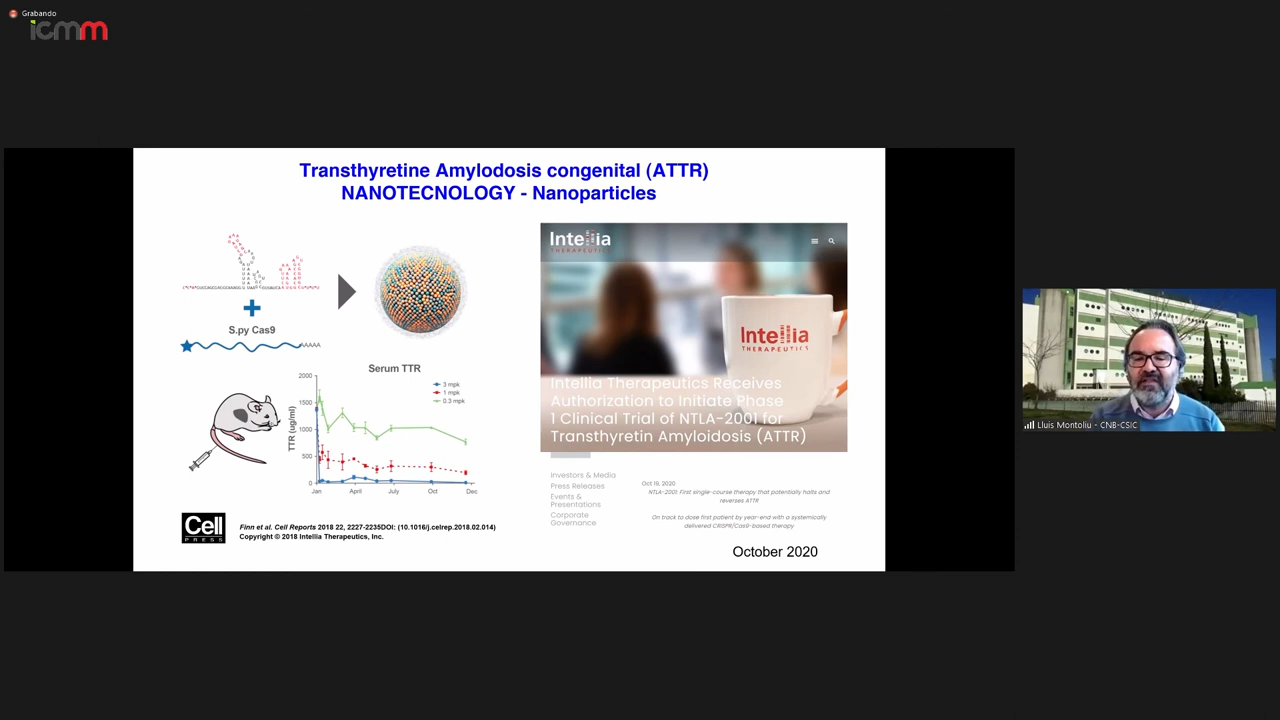 Grabando
icmm
Transthyretine Amylodosis congenital (ATTR)
NANOTECNOLOGY - Nanoparticles
S.py Cas9
AAAAA
Serum TTR
2000
1500
1000
500
0
TTR (ug/ml)
3 mpk
1 mpk
0.3 mpk
Jan
April
July
Oct
Dec
Cell
PRESS
Finn et al. Cell Reports 2018 22, 2227-2235DOI: (10.1016/j.celrep.2018.02.014)
Copyright © 2018 Intellia Therapeutics, Inc.
Intellia
THERAPEUTICS
Intellia
THERAPEUTICS
Intellia Therapeutics Receives
Authorization to Initiate Phase
1 Clinical Trial of NTLA-2001 for
Transthyretin Amyloidosis (ATTR)
Investors & Media
Press Releases
Events &
Presentations
Corporate
Governance
Oct 19, 2020
NTLA-2001: First single-course therapy that potentially halts and
reverses ATTR
On track to dose first patient by year-end with a systemically
delivered CRISPR/Cas9-based therapy
October 2020
Lluis Montoliu - CNB-CSIC